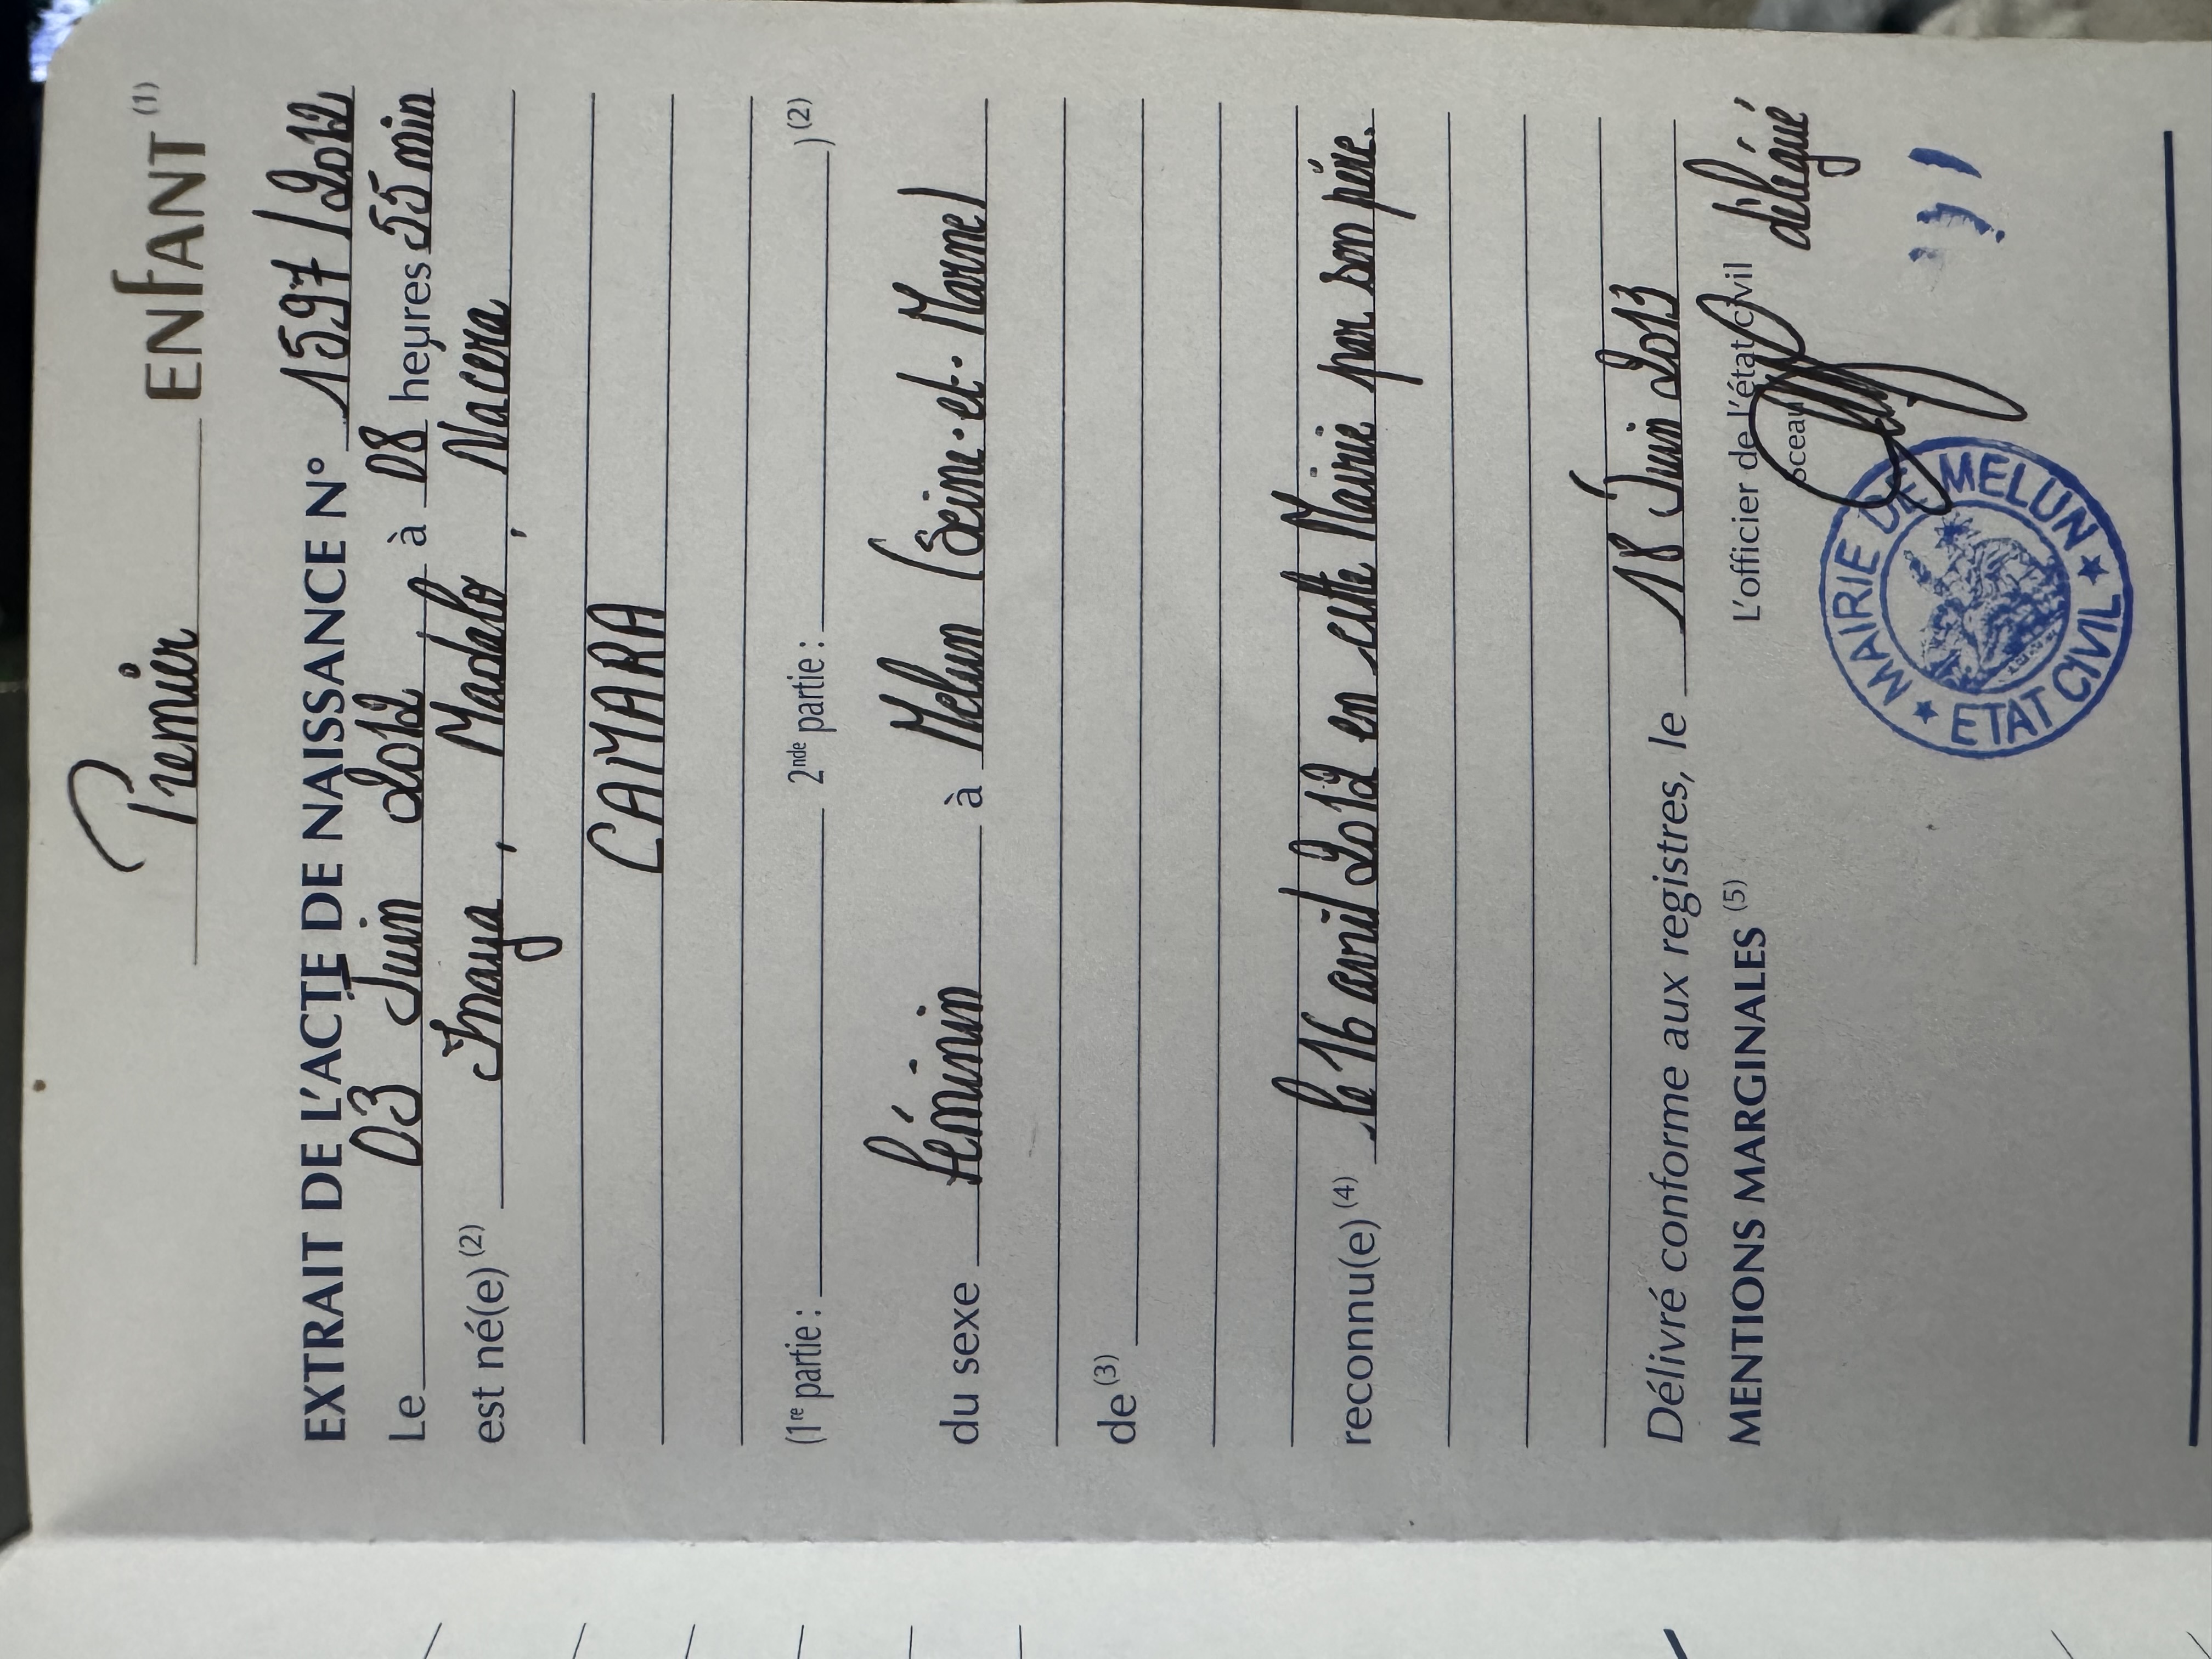 Premier ENFANT (1)
EXTRAIT DE L'ACTE DE NAISSANCE N° 1597/2012
Le 03 Juin 2012 à 08 heures 55 min
est né(e) (2) Inaya, Madaho, Nacera
CAMARA
(1re partie : 2nde partie : ) (2)
du sexe féminin à Melun (Seine-et-Marne)
de (3)
reconnu(e) (4) le 16 avril 2012 en cette Mairie par son père.
Délivré conforme aux registres, le 18 Juin 2013
MENTIONS MARGINALES (5) L'officier de l'état civil délégué
Sceau
MAIRIE DE MELUN
ETAT CIVIL